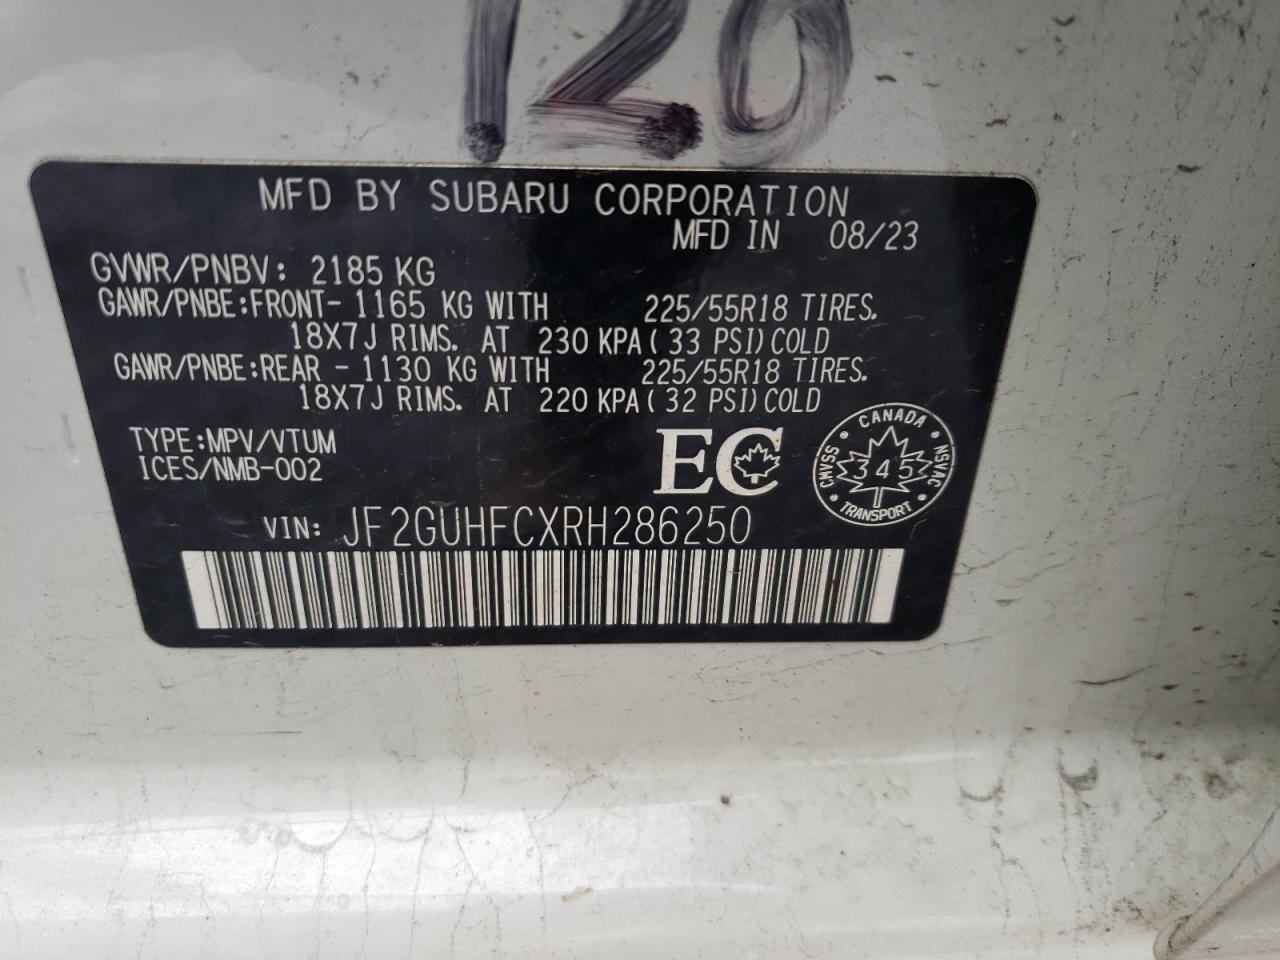 120
MFD BY SUBARU CORPORATION
MFD IN 08/23
GVWR/PNBV: 2185 KG
GAWR/PNBE:FRONT- 1165 KG WITH 225/55R18 TIRES.
18X7J RIMS. AT 230 KPA( 33 PSI)COLD
GAWR/PNBE:REAR - 1130 KG WITH 225/55R18 TIRES.
18X7J RIMS. AT 220 KPA( 32 PSI)COLD
TYPE:MPV/VTUM
ICES/NMB-002
EC
CANADA
CMVSS 345 NSVAC
TRANSPORT
VIN: JF2GUHFCXRH286250